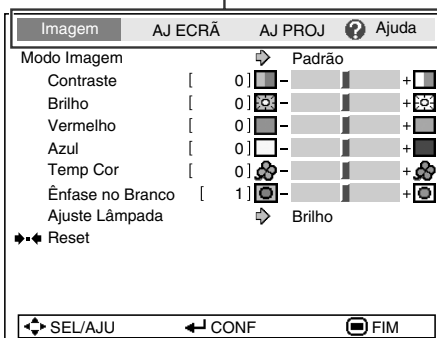 Imagem AJ ECRÃ AJ PROJ ? Ajuda
Modo Imagem Padrão
Contraste [ 0] - +
Brilho [ 0] - +
Vermelho [ 0] - +
Azul [ 0] - +
Temp Cor [ 0] - +
Ênfase no Branco [ 1] - +
Ajuste Lâmpada Brilho
Reset
SEL/AJU CONF FIM